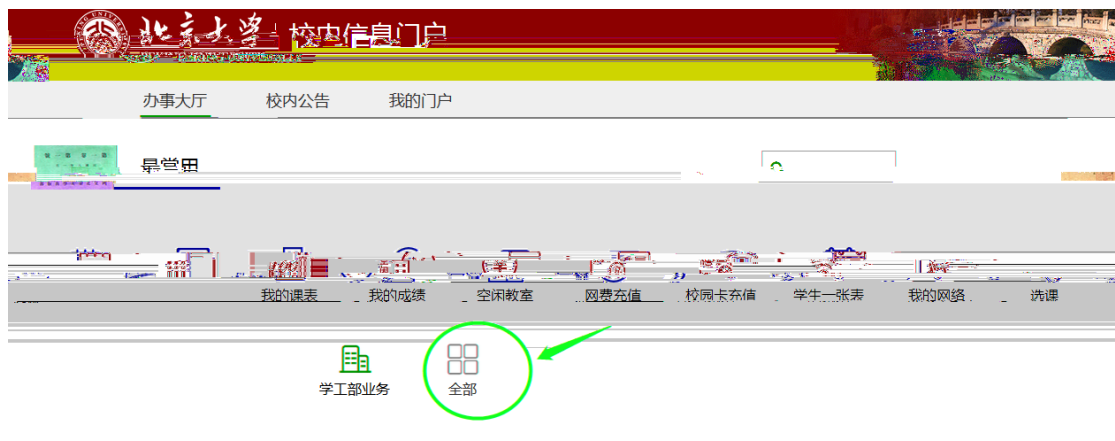 北京大学 校内信息门户
办事大厅 校内公告 我的门户
最常用
我的课表 我的成绩 空闲教室 网费充值 校园卡充值 学生一张表 我的网络 选课
学工部业务 全部